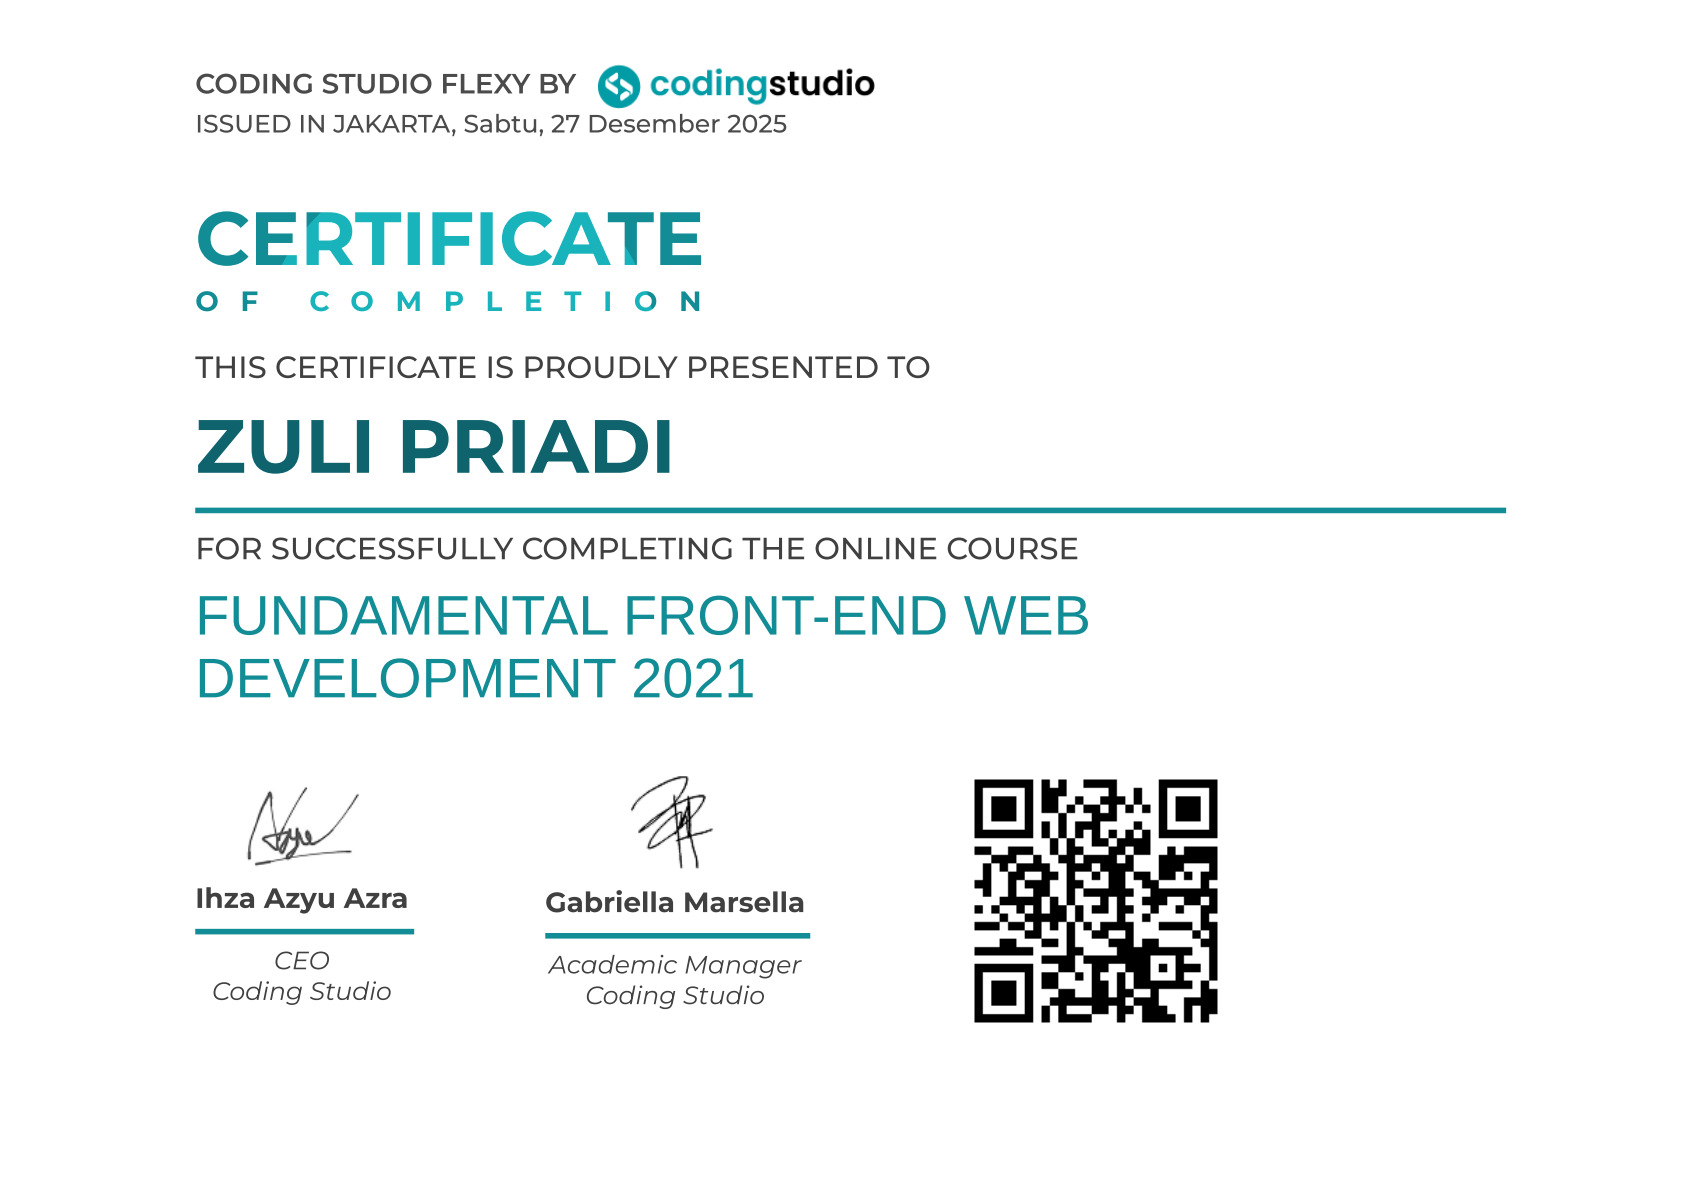 CODING STUDIO FLEXY BY codingstudio
ISSUED IN JAKARTA, Sabtu, 27 Desember 2025
CERTIFICATE
OF COMPLETION
THIS CERTIFICATE IS PROUDLY PRESENTED TO
ZULI PRIADI
FOR SUCCESSFULLY COMPLETING THE ONLINE COURSE
FUNDAMENTAL FRONT-END WEB
DEVELOPMENT 2021
Ihza Azyu Azra
CEO
Coding Studio
Gabriella Marsella
Academic Manager
Coding Studio